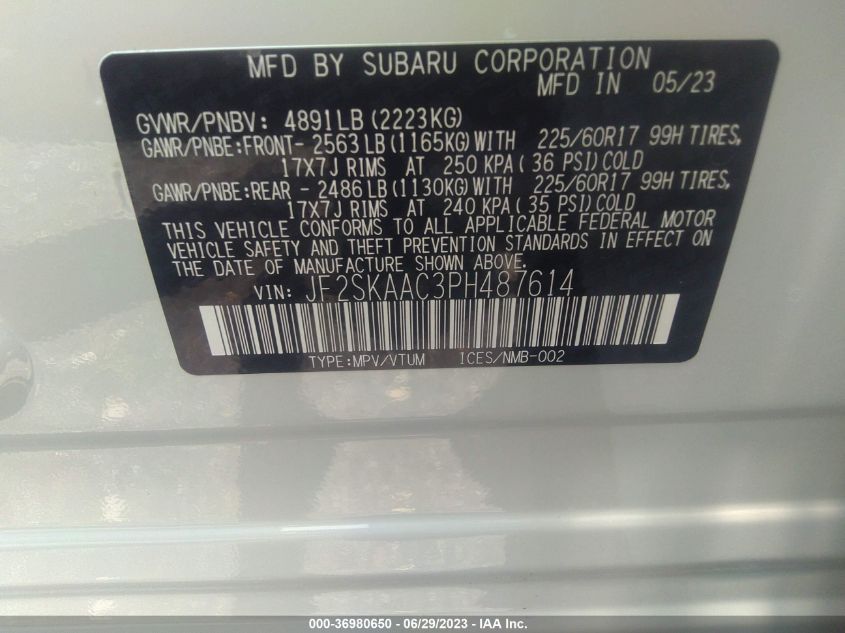 MFD BY SUBARU CORPORATION
MFD IN 05/23
GVWR/PNBV: 4891LB (2223KG)
GAWR/PNBE:FRONT- 2563LB (1165KG) WITH 225/60R17 99H TIRES,
17X7J RIMS AT 250 KPA ( 36 PSI) COLD
GAWR/PNBE:REAR - 2486LB (1130KG) WITH 225/60R17 99H TIRES,
17X7J RIMS AT 240 KPA ( 35 PSI) COLD
THIS VEHICLE CONFORMS TO ALL APPLICABLE FEDERAL MOTOR
VEHICLE SAFETY AND THEFT PREVENTION STANDARDS IN EFFECT ON
THE DATE OF MANUFACTURE SHOWN ABOVE.
VIN: JF2SKAAC3PH487614
TYPE:MPV/VTUM ICES/NMB-002
000-36980650 - 06/29/2023 - IAA Inc.